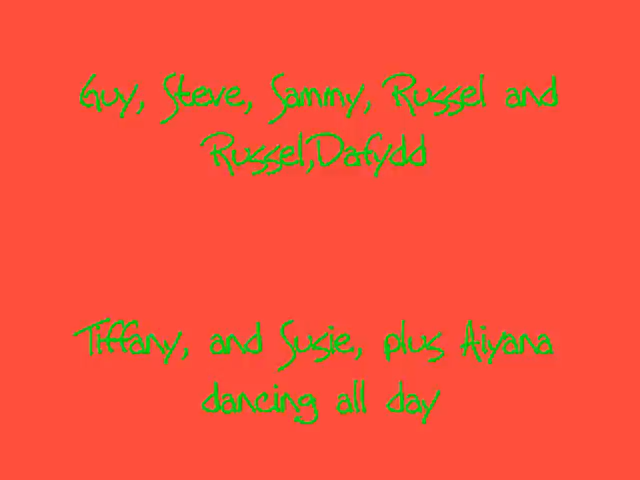 Guy, Steve, Sammy, Russel and
Russel,Dafydd
Tiffany, and Susie, plus Aiyana
dancing all day